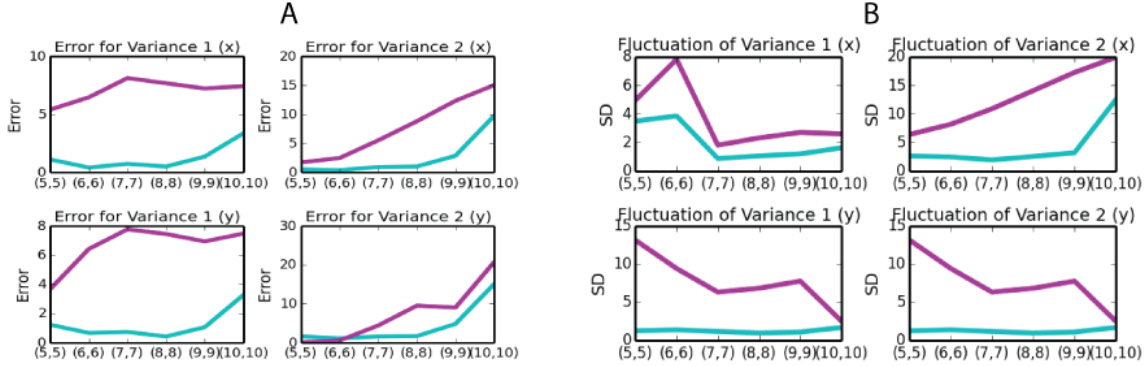 A
B
Error for Variance 1 (x)
Error
10
5
0
(5,5) (6,6) (7,7) (8,8) (9,9) (10,10)
Error for Variance 2 (x)
Error
20
15
10
5
0
(5,5) (6,6) (7,7) (8,8) (9,9) (10,10)
Fluctuation of Variance 1 (x)
SD
8
6
4
2
0
(5,5) (6,6) (7,7) (8,8) (9,9) (10,10)
Fluctuation of Variance 2 (x)
SD
20
15
10
5
0
(5,5) (6,6) (7,7) (8,8) (9,9) (10,10)
Error for Variance 1 (y)
Error
8
6
4
2
0
(5,5) (6,6) (7,7) (8,8) (9,9) (10,10)
Error for Variance 2 (y)
Error
30
20
10
0
(5,5) (6,6) (7,7) (8,8) (9,9) (10,10)
Fluctuation of Variance 1 (y)
SD
15
10
5
0
(5,5) (6,6) (7,7) (8,8) (9,9) (10,10)
Fluctuation of Variance 2 (y)
SD
15
10
5
0
(5,5) (6,6) (7,7) (8,8) (9,9) (10,10)